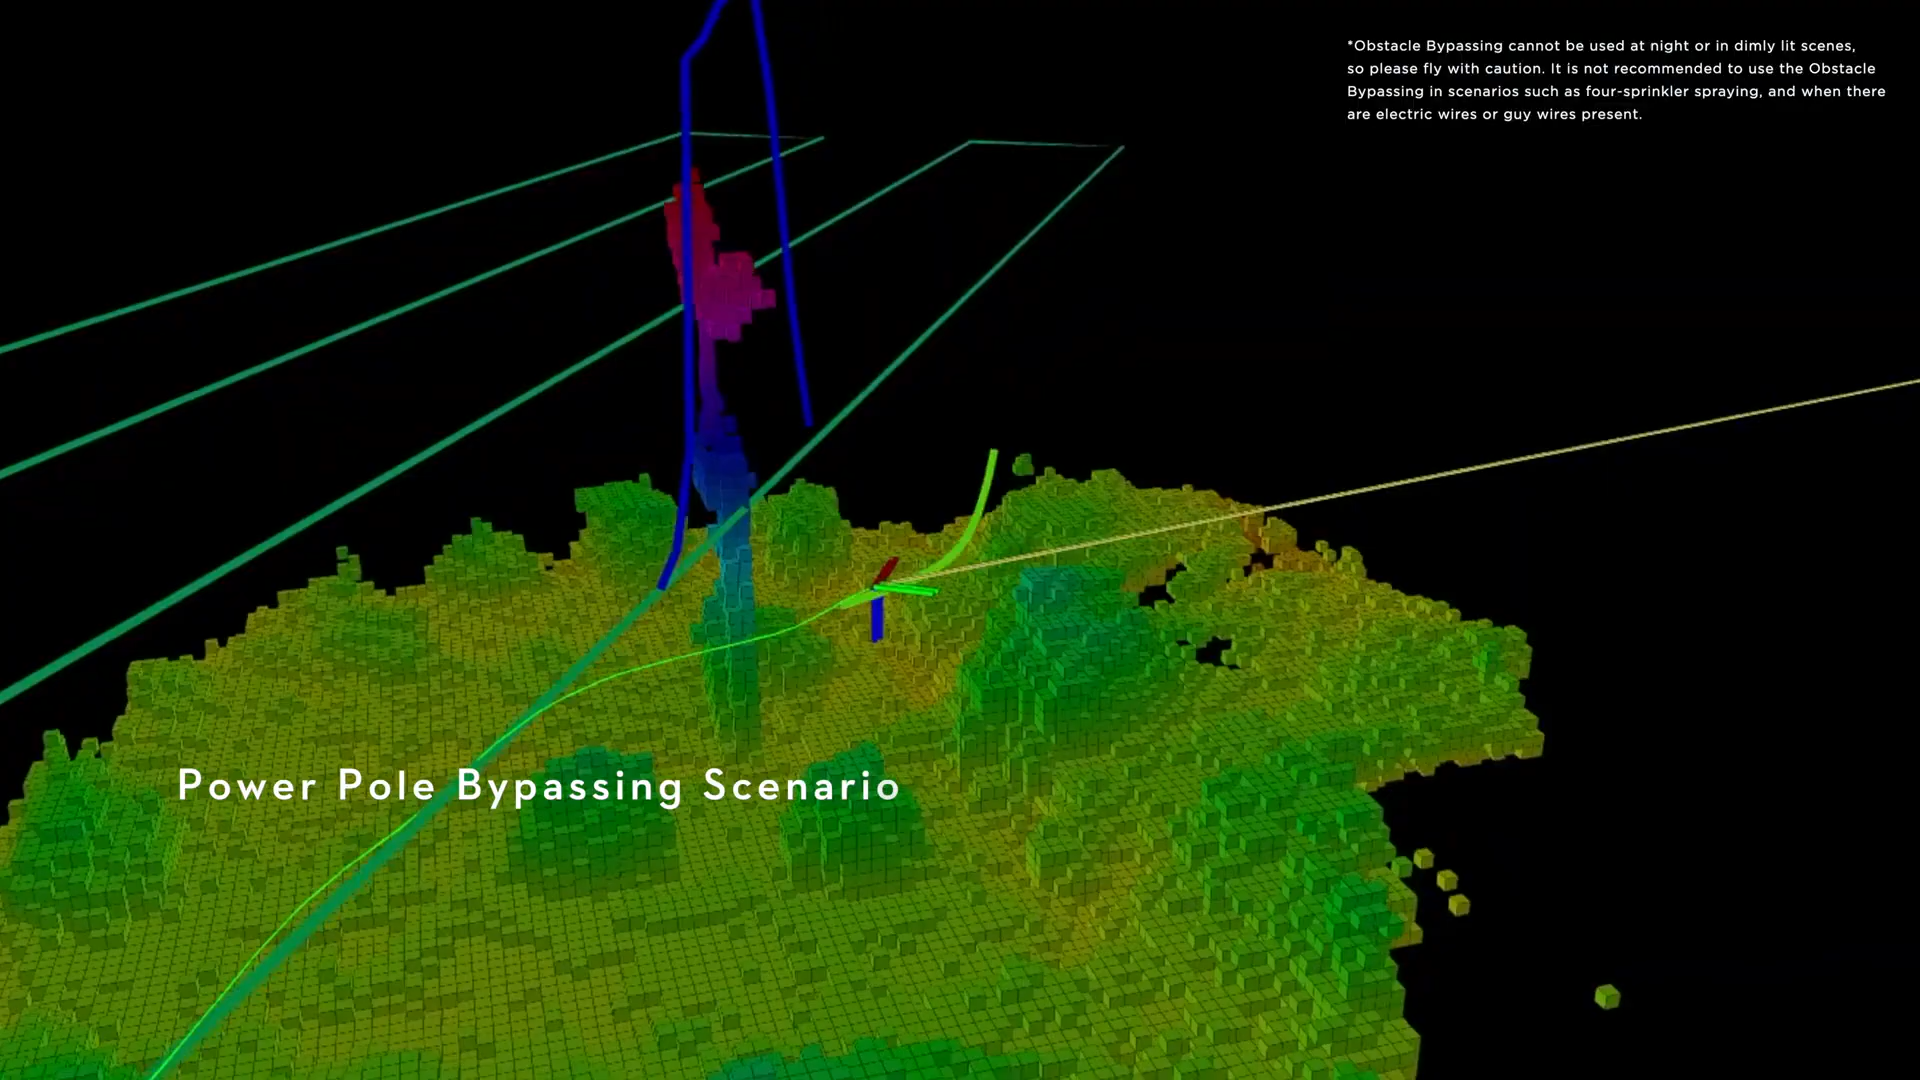 *Obstacle Bypassing cannot be used at night or in dimly lit scenes,
so please fly with caution. It is not recommended to use the Obstacle
Bypassing in scenarios such as four-sprinkler spraying, and when there
are electric wires or guy wires present.
Power Pole Bypassing Scenario